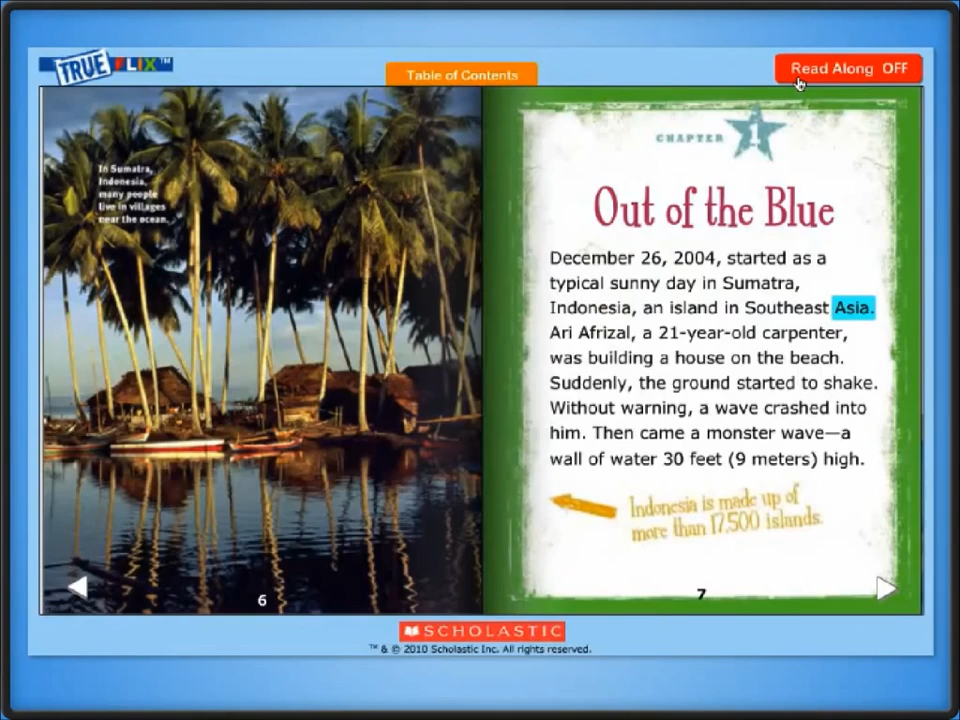 TRUE FLIX™
Table of Contents
Read Along OFF
In Sumatra,
Indonesia,
many people
live in villages
near the ocean.
CHAPTER 1
Out of the Blue
December 26, 2004, started as a
typical sunny day in Sumatra,
Indonesia, an island in Southeast Asia.
Ari Afrizal, a 21-year-old carpenter,
was building a house on the beach.
Suddenly, the ground started to shake.
Without warning, a wave crashed into
him. Then came a monster wave—a
wall of water 30 feet (9 meters) high.
Indonesia is made up of
more than 17,500 islands.
6
7
SCHOLASTIC
™ & © 2010 Scholastic Inc. All rights reserved.